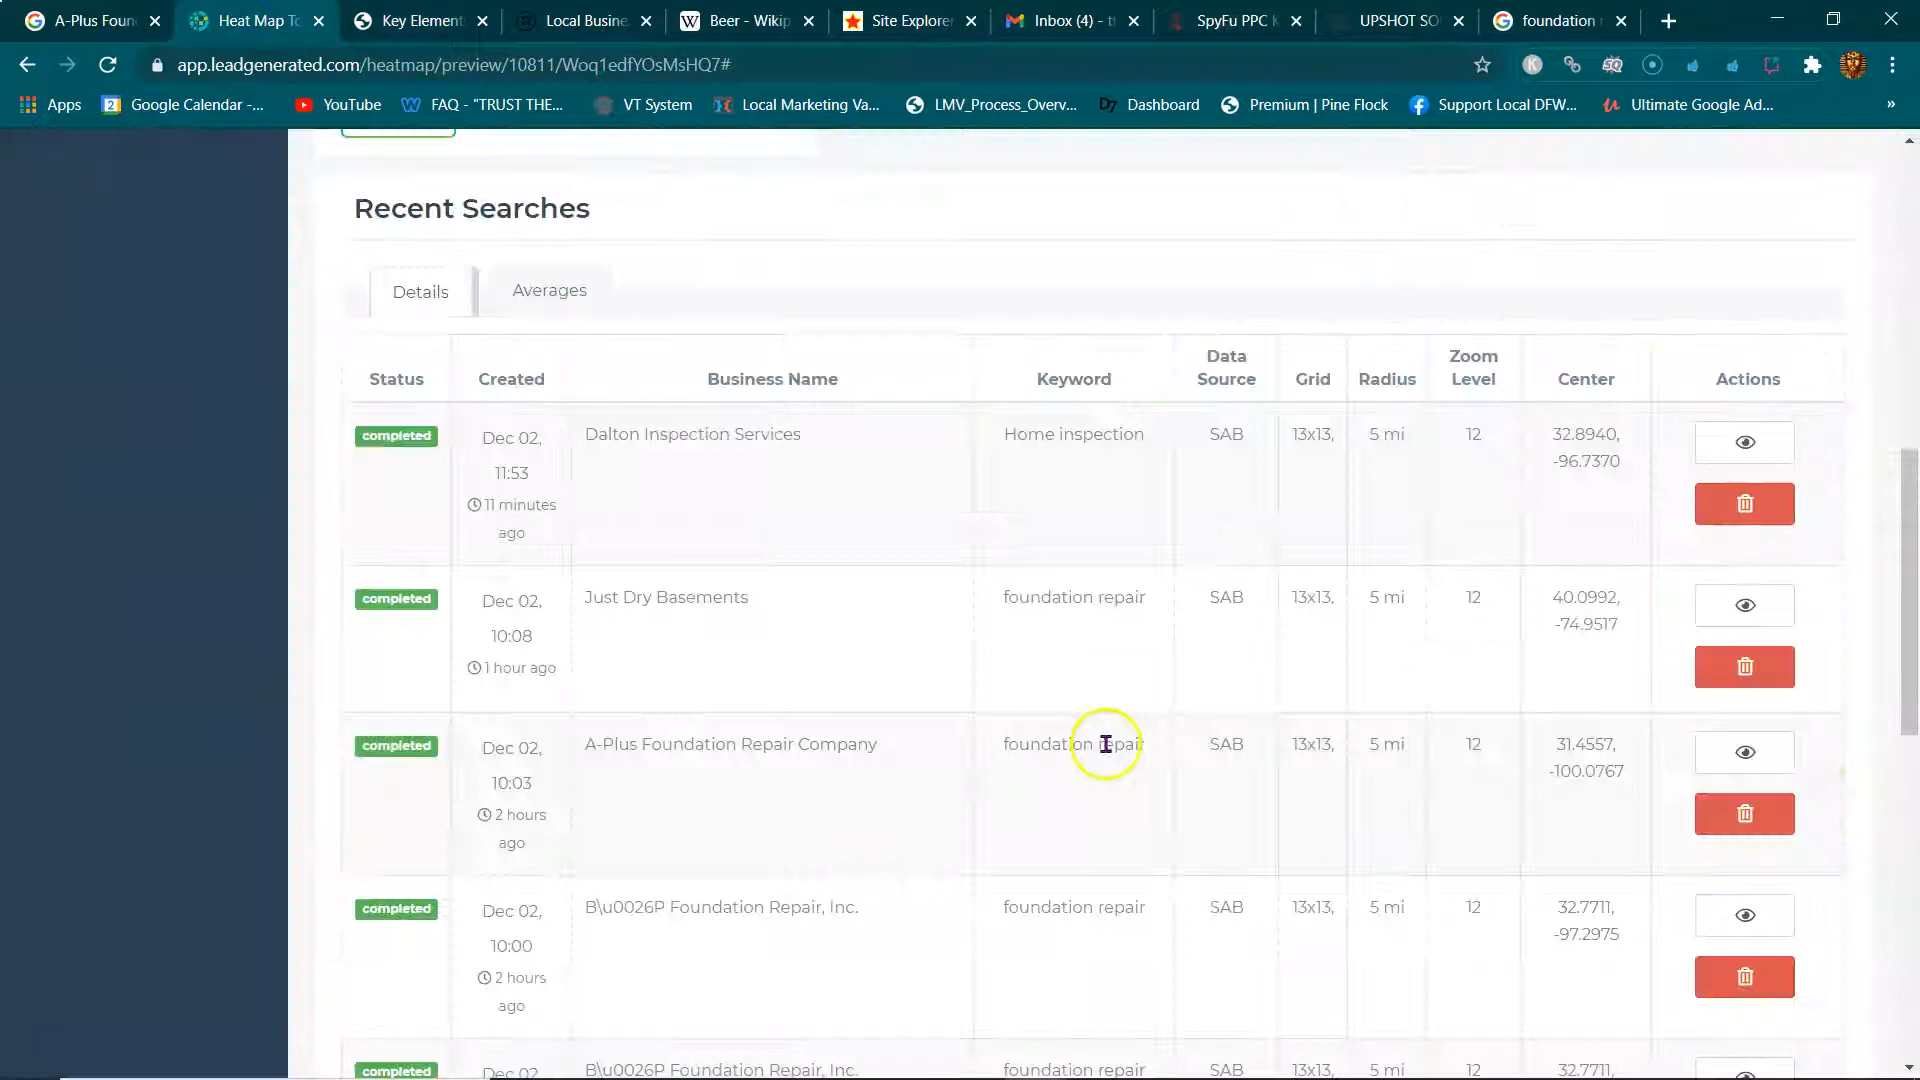 A-Plus Foun
Heat Map To
Key Element
Local Busine
Beer - Wikip
Site Explorer
Inbox (4) - t
SpyFu PPC K
UPSHOT SO
foundation r
app.leadgenerated.com/heatmap/preview/10811/Woq1edfYOsMsHQ7#
Apps
Google Calendar -...
YouTube
FAQ - "TRUST THE...
VT System
Local Marketing Va...
LMV_Process_Overv...
Dashboard
Premium | Pine Flock
Support Local DFW...
Ultimate Google Ad...
»
Recent Searches
Details
Averages
Status
Created
Business Name
Keyword
Data
Source
Grid
Radius
Zoom
Level
Center
Actions
completed
Dec 02,
11:53
11 minutes
ago
Dalton Inspection Services
Home inspection
SAB
13x13,
5 mi
12
32.8940,
-96.7370
completed
Dec 02,
10:08
1 hour ago
Just Dry Basements
foundation repair
SAB
13x13,
5 mi
12
40.0992,
-74.9517
completed
Dec 02,
10:03
2 hours
ago
A-Plus Foundation Repair Company
foundation repair
SAB
13x13,
5 mi
12
31.4557,
-100.0767
completed
Dec 02,
10:00
2 hours
ago
B\u0026P Foundation Repair, Inc.
foundation repair
SAB
13x13,
5 mi
12
32.7711,
-97.2975
completed
Dec 02,
B\u0026P Foundation Repair, Inc.
foundation repair
SAB
13x13,
5 mi
12
32.7711,